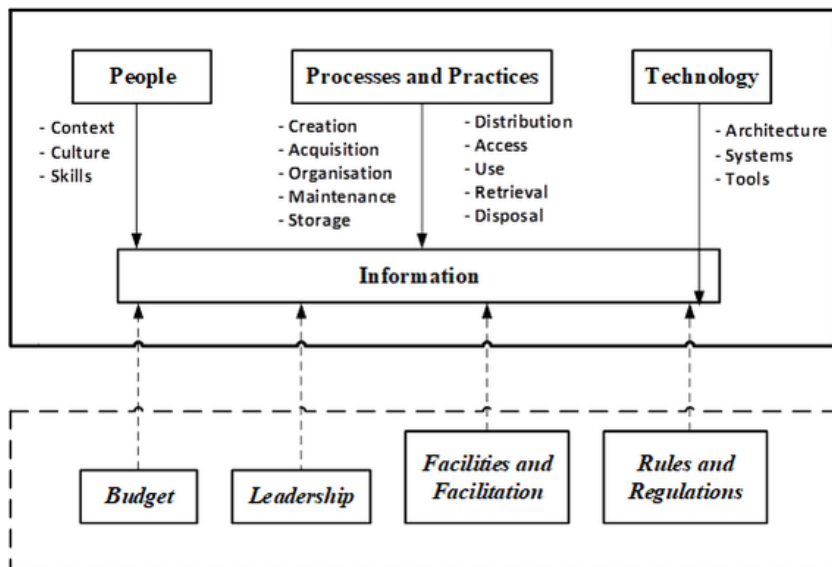 People
Processes and Practices
Technology
- Context
- Culture
- Skills
- Creation
- Acquisition
- Organisation
- Maintenance
- Storage
- Distribution
- Access
- Use
- Retrieval
- Disposal
- Architecture
- Systems
- Tools
Information
Budget
Leadership
Facilities and
Facilitation
Rules and
Regulations